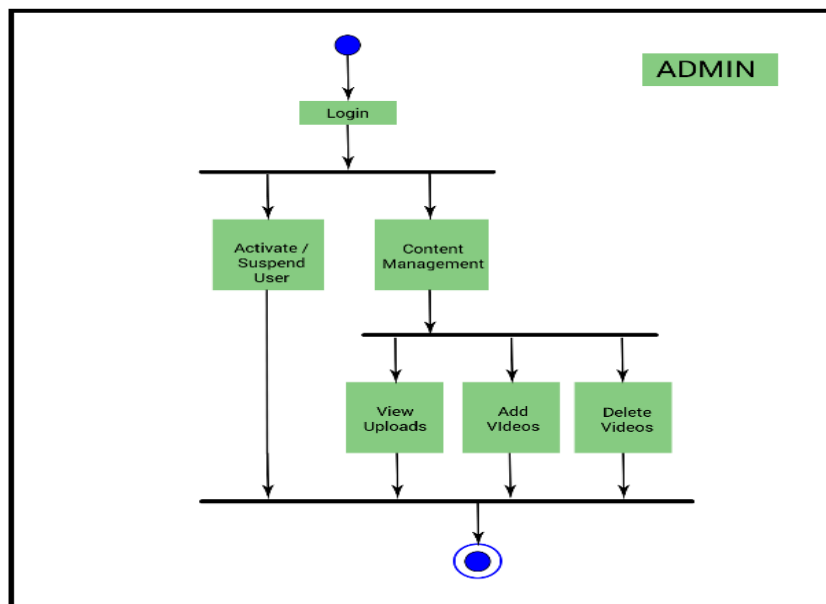 ADMIN
Login
Activate /
Suspend
User
Content
Management
View
Uploads
Add
VIdeos
Delete
Videos